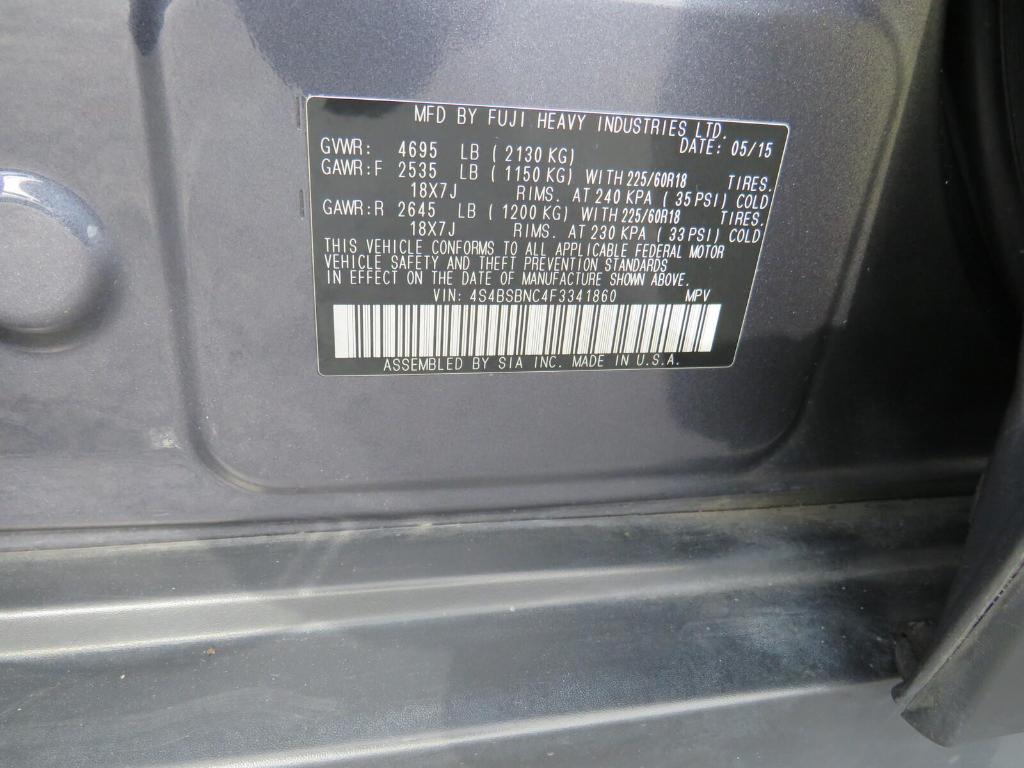 MFD BY FUJI HEAVY INDUSTRIES LTD.
GVWR: 4695 LB ( 2130 KG) DATE: 05/15
GAWR:F 2535 LB ( 1150 KG) WITH 225/60R18 TIRES.
18X7J RIMS. AT 240 KPA ( 35 PSI) COLD
GAWR:R 2645 LB ( 1200 KG) WITH 225/60R18 TIRES.
18X7J RIMS. AT 230 KPA ( 33 PSI) COLD
THIS VEHICLE CONFORMS TO ALL APPLICABLE FEDERAL MOTOR
VEHICLE SAFETY AND THEFT PREVENTION STANDARDS
IN EFFECT ON THE DATE OF MANUFACTURE SHOWN ABOVE.
VIN: 4S4BSBNC4F3341860 MPV
ASSEMBLED BY SIA INC. MADE IN U.S.A.